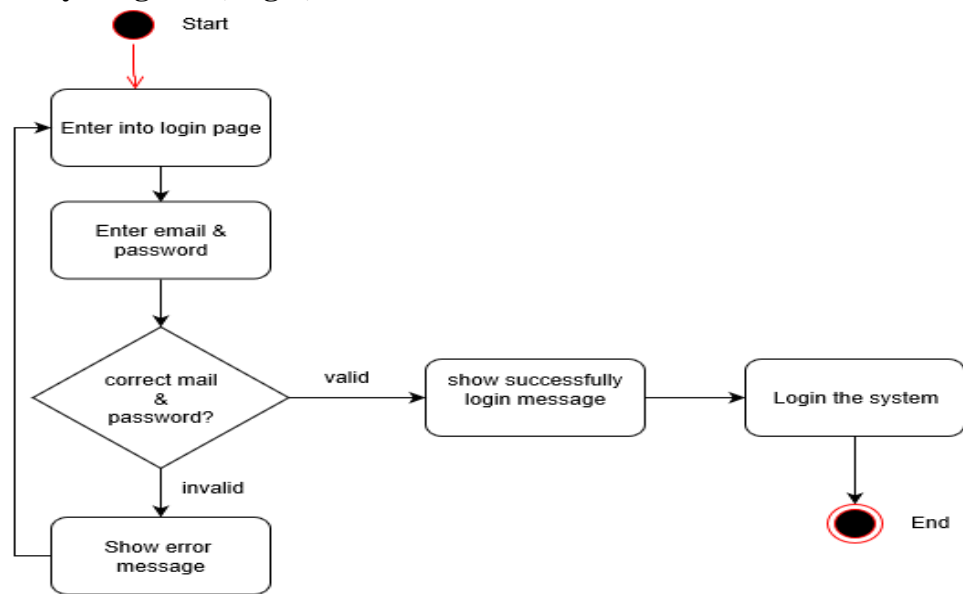 Start
Enter into login page
Enter email &
password
correct mail
&
password?
valid
show successfully
login message
Login the system
invalid
End
Show error
message